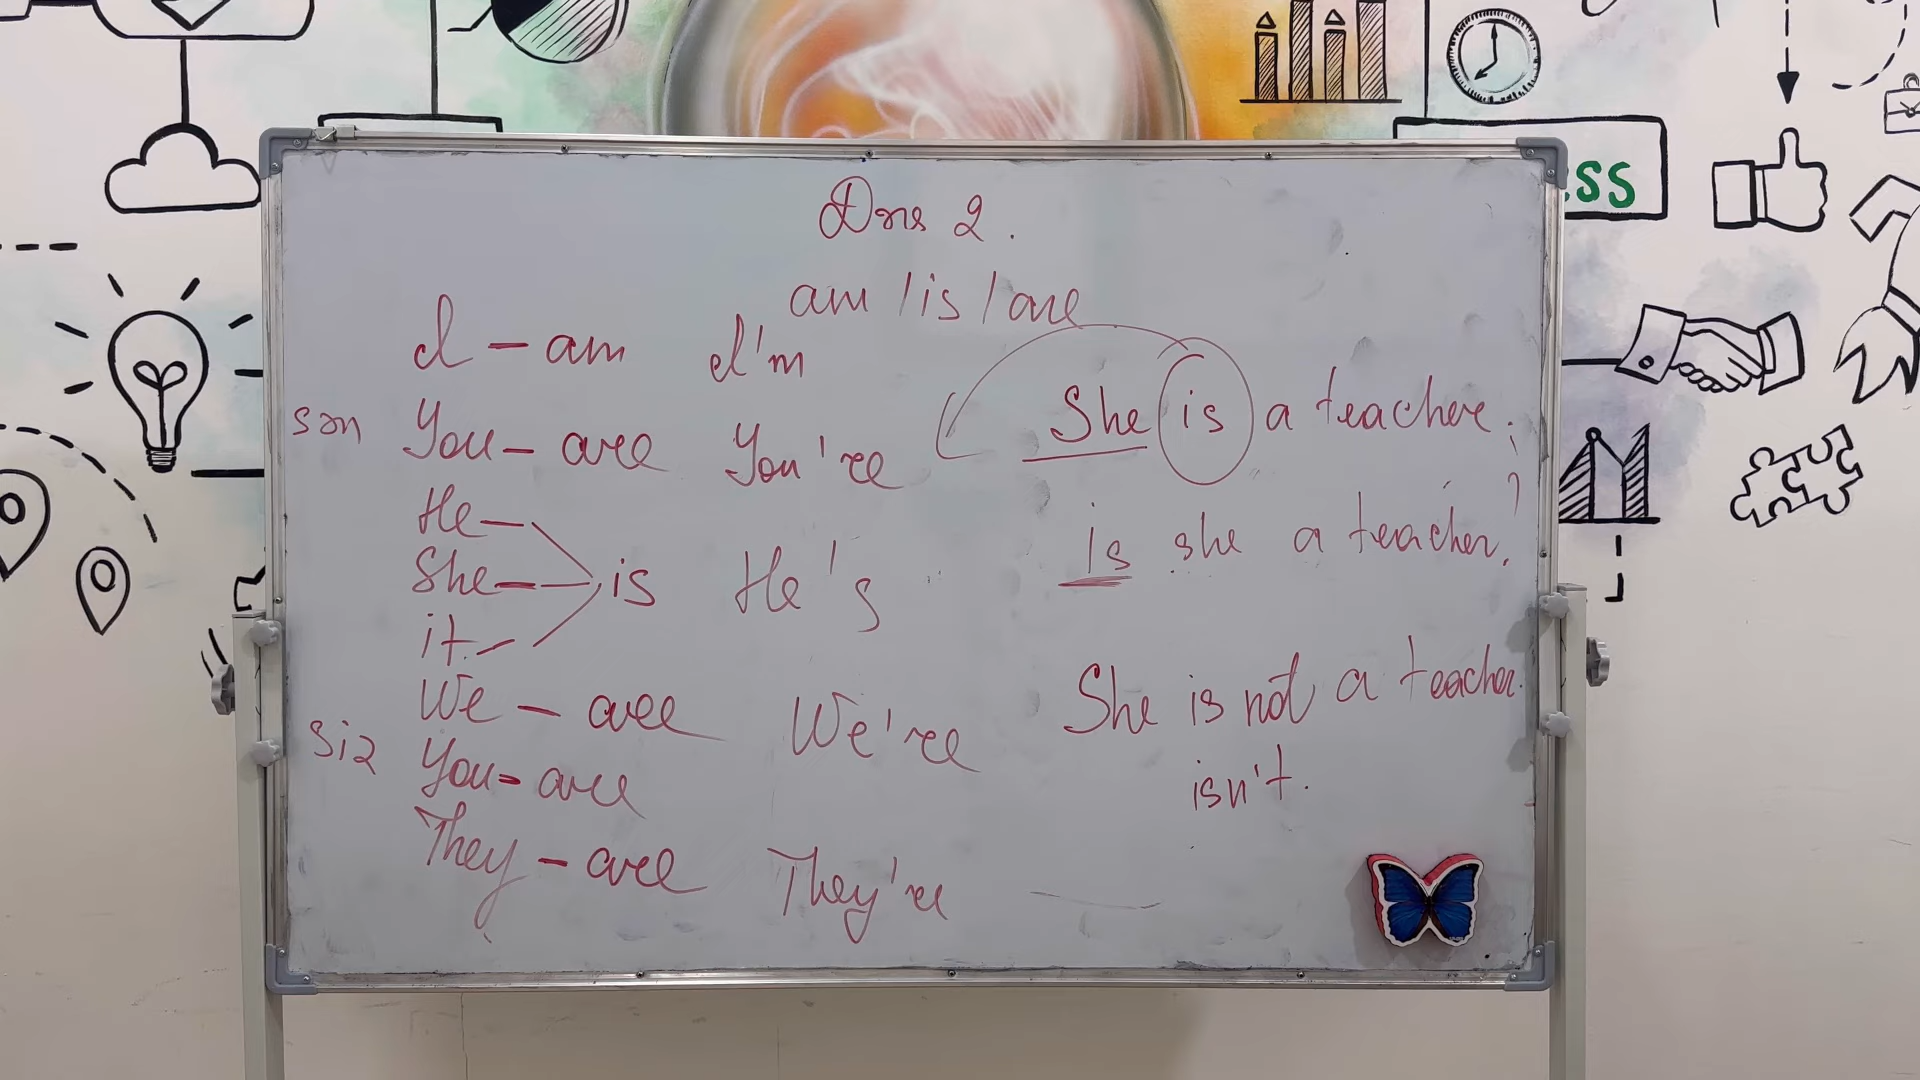 Dərs 2.
am / is / are
I – am I'm
sən You – are You're
He –
She – is He's
it –
We – are We're
siz You – are
They – are They're
She is a teacher.
is she a teacher?
She is not a teacher.
isn't.
SS